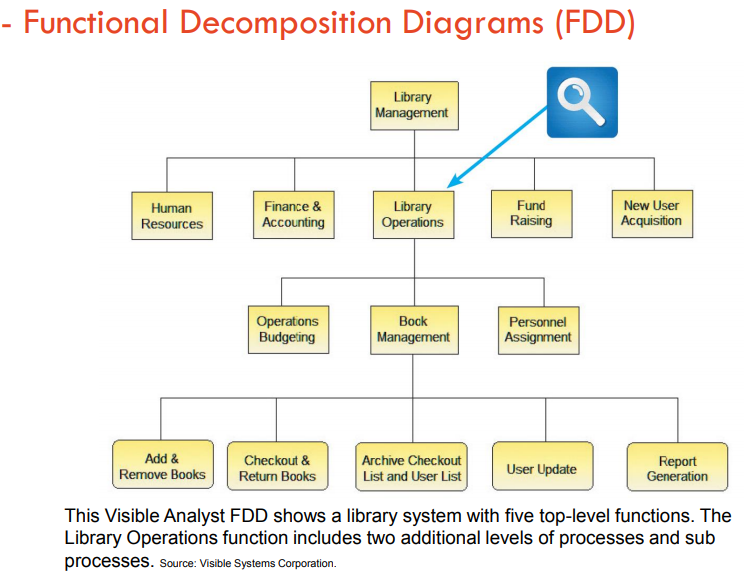 - Functional Decomposition Diagrams (FDD)
Library
Management
Human
Resources
Finance &
Accounting
Library
Operations
Fund
Raising
New User
Acquisition
Operations
Budgeting
Book
Management
Personnel
Assignment
Add &
Remove Books
Checkout &
Return Books
Archive Checkout
List and User List
User Update
Report
Generation
This Visible Analyst FDD shows a library system with five top-level functions. The
Library Operations function includes two additional levels of processes and sub
processes. Source: Visible Systems Corporation.